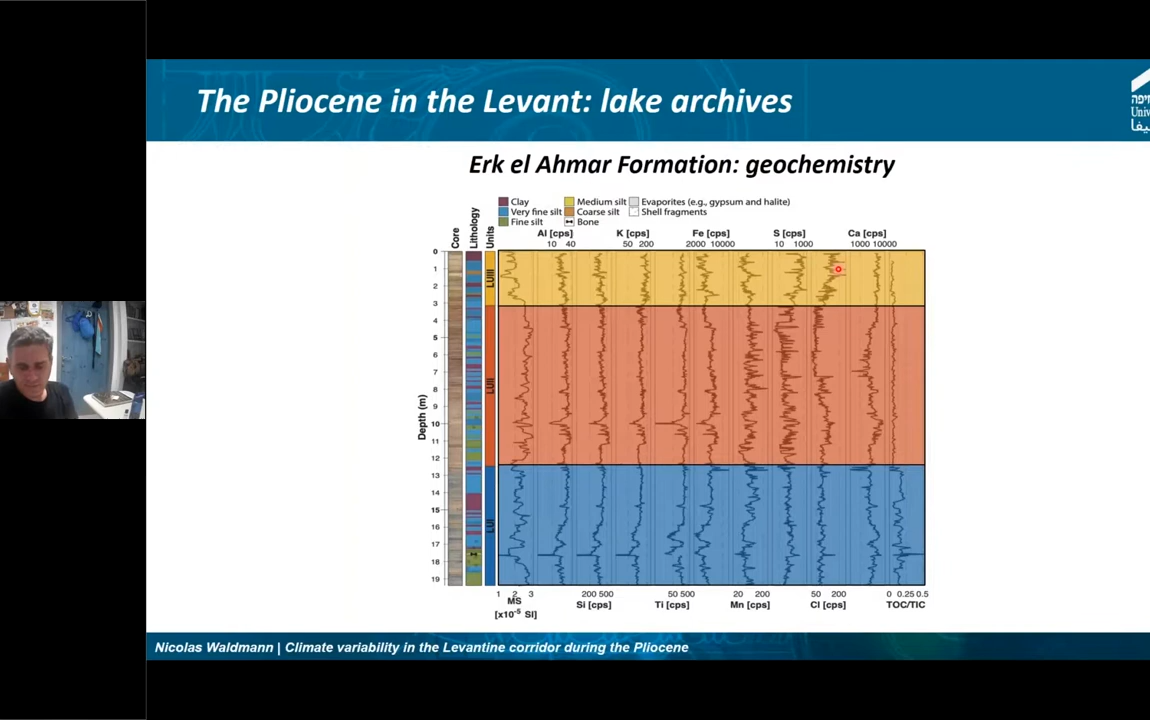 The Pliocene in the Levant: lake archives
Erk el Ahmar Formation: geochemistry
Clay Medium silt Evaporites (e.g., gypsum and halite)
Very fine silt Coarse silt Shell fragments
Fine silt Bone
Core Lithology Units
Al [cps] K [cps] Fe [cps] S [cps] Ca [cps]
10 40 50 200 2000 10000 10 1000 1000 10000
Depth (m)
0
1
2
3
4
5
6
7
8
9
10
11
12
13
14
15
16
17
18
19
LUIII
LUII
LUI
1 2 3 200 500 50 500 20 200 50 200 0 0.25 0.5
MS Si [cps] Ti [cps] Mn [cps] Cl [cps] TOC/TIC
[x10⁻⁵ SI]
Nicolas Waldmann | Climate variability in the Levantine corridor during the Pliocene